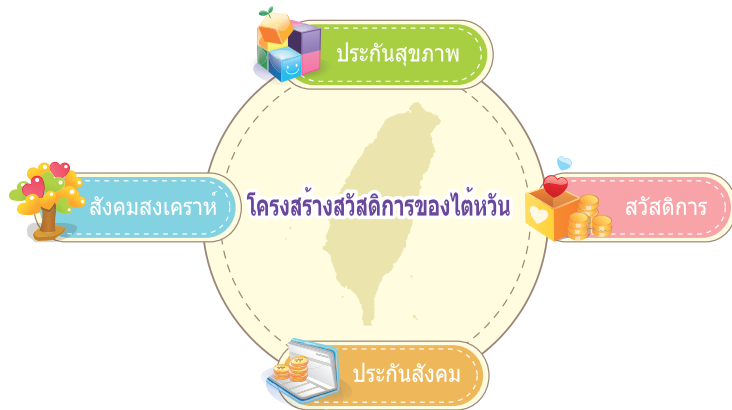 ประกันสุขภาพ
สังคมสงเคราห์
โครงสร้างสวัสดิการของไต้หวัน
สวัสดิการ
ประกันสังคม